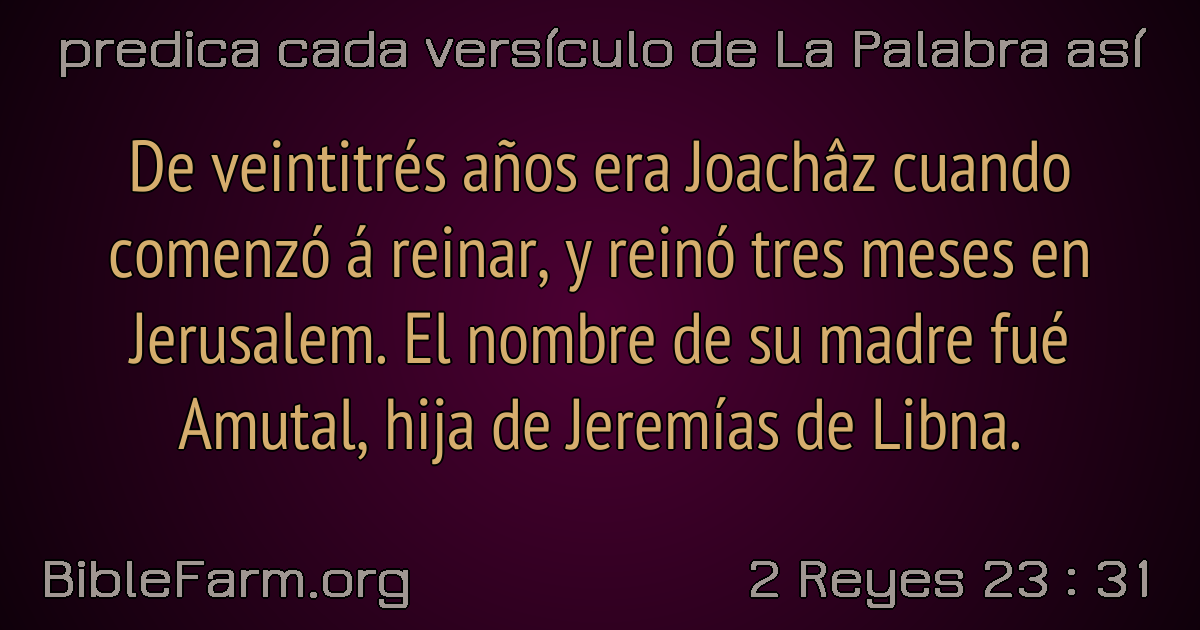 predica cada versículo de La Palabra así
De veintitrés años era Joachâz cuando
comenzó á reinar, y reinó tres meses en
Jerusalem. El nombre de su madre fué
Amutal, hija de Jeremías de Libna.
BibleFarm.org
2 Reyes 23 : 31